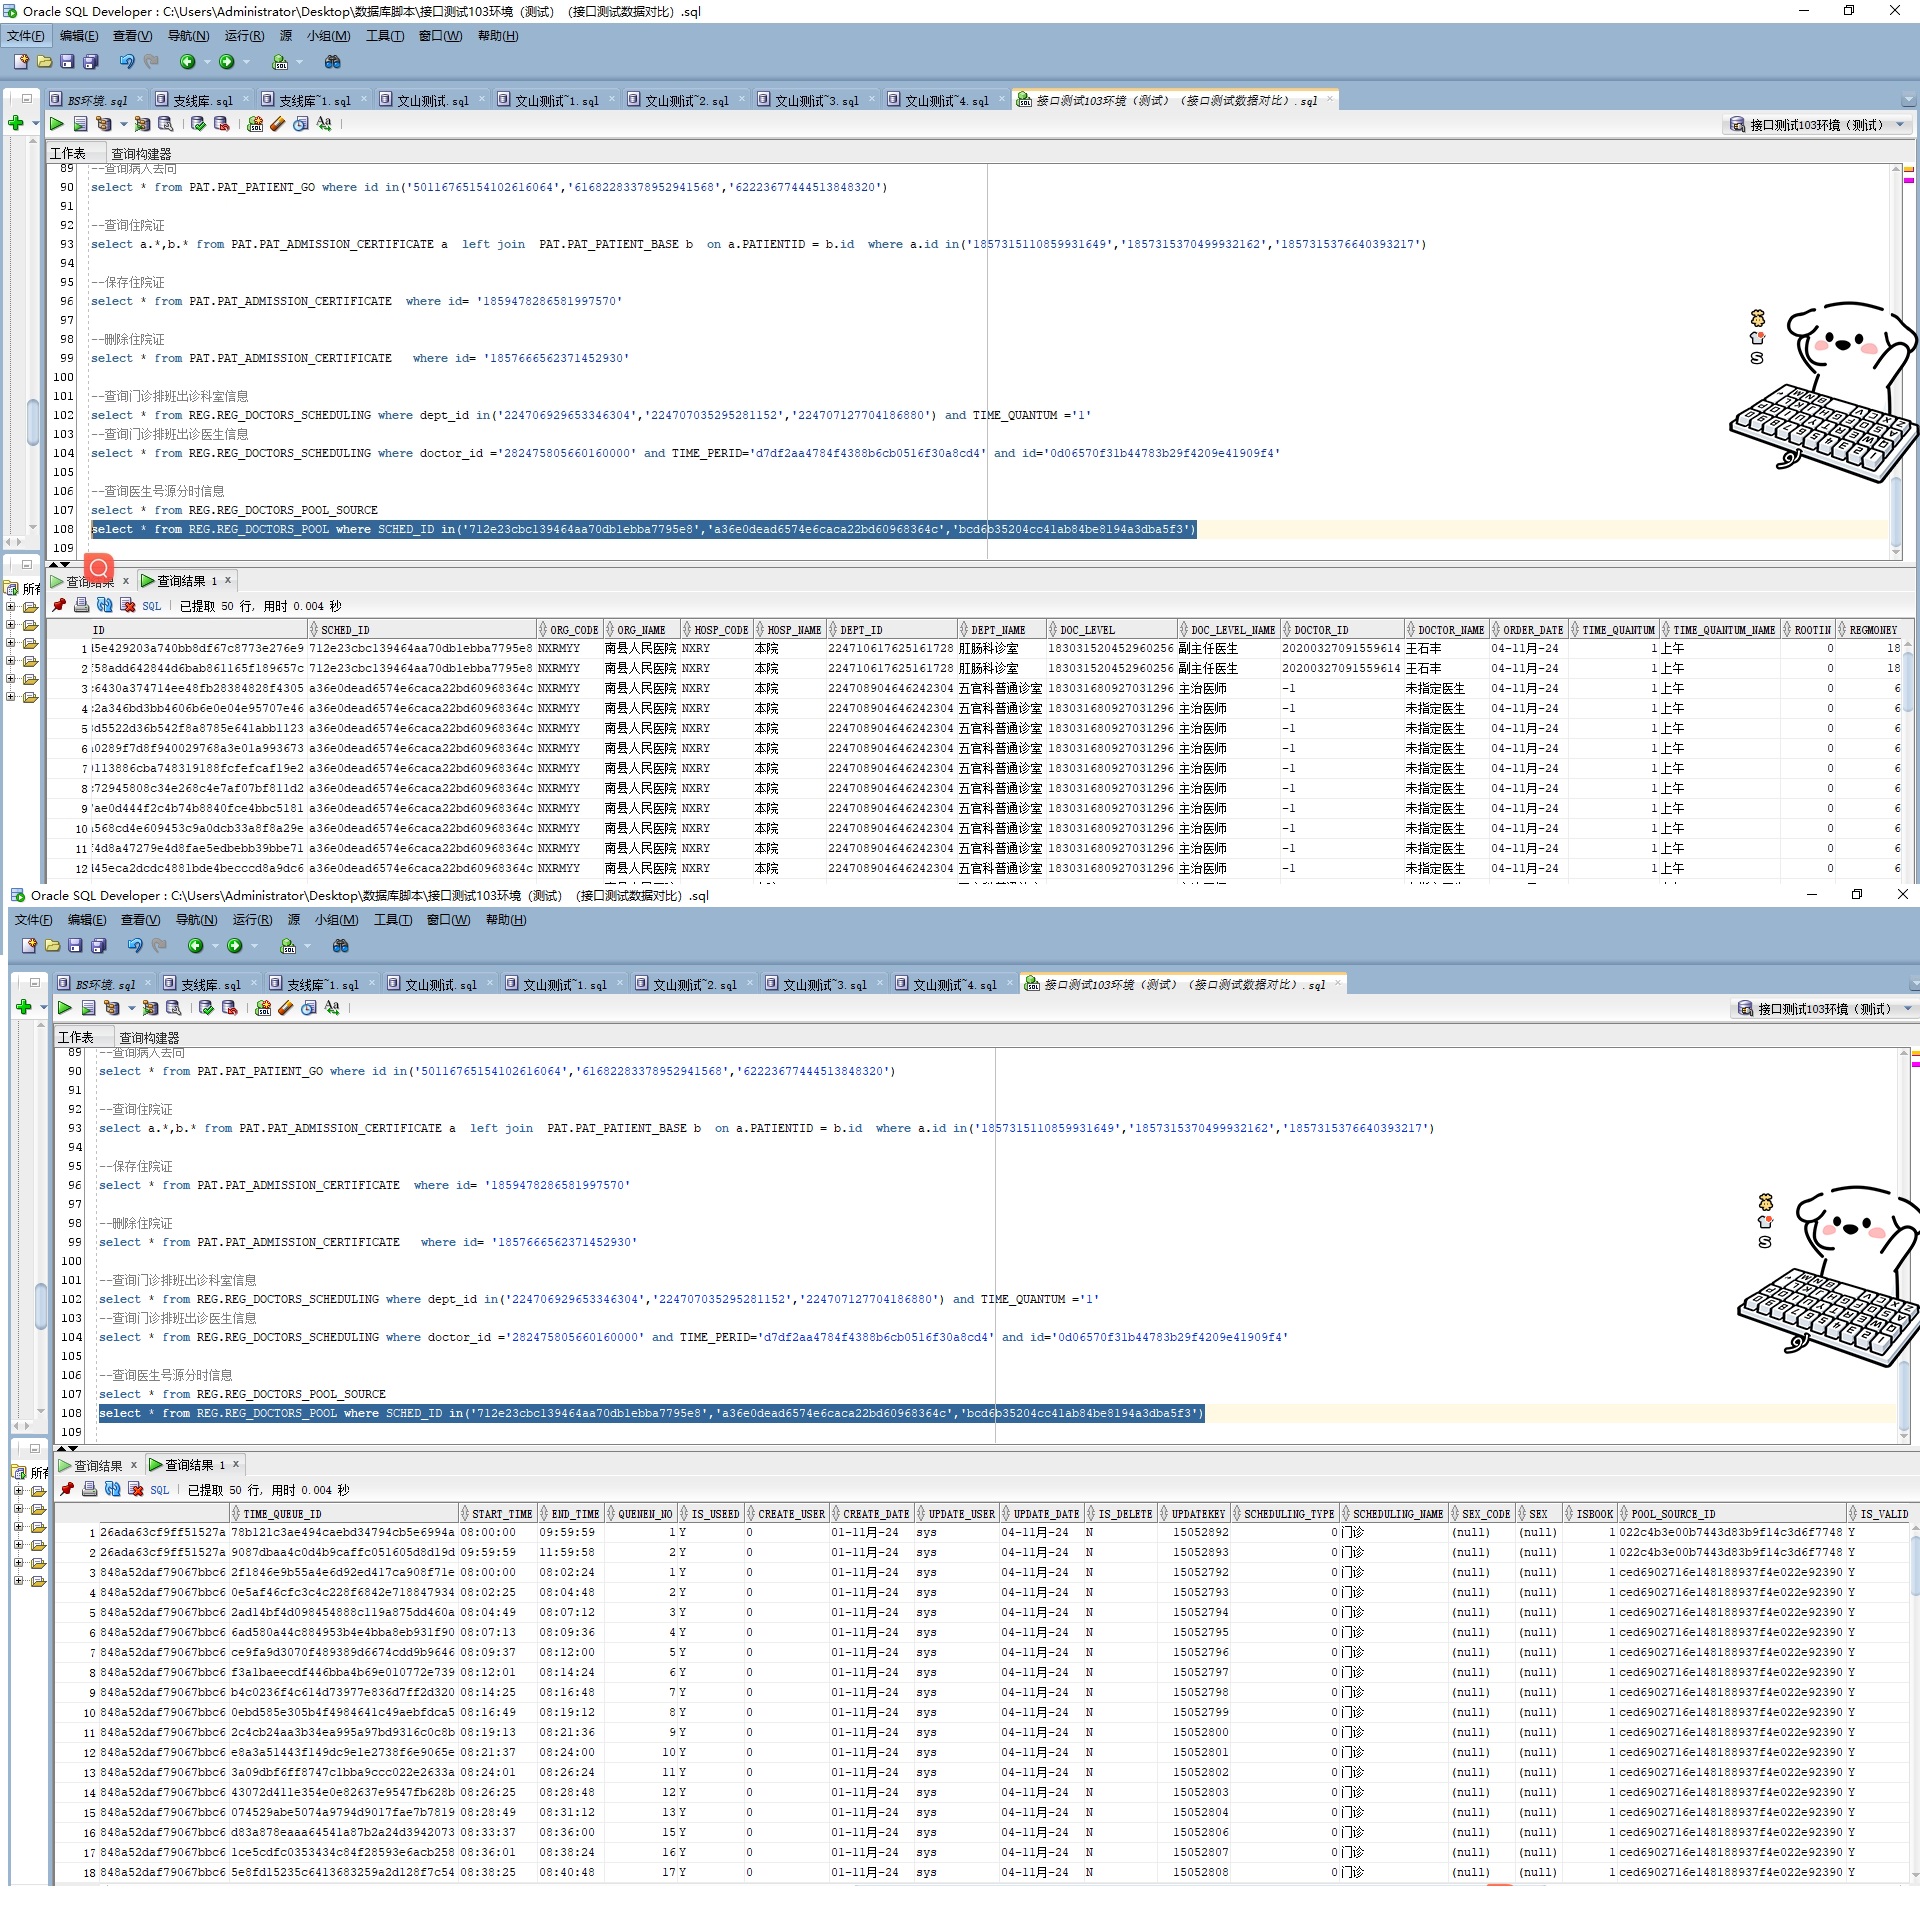 Oracle SQL Developer : C:\Users\Administrator\Desktop\数据库脚本\接口测试103环境（测试）（接口测试数据对比）.sql
文件(F) 编辑(E) 查看(V) 导航(N) 运行(R) 源 小组(M) 工具(T) 窗口(W) 帮助(H)
BS环境.sql 支线库.sql 支线库~1.sql 文山测试.sql 文山测试~1.sql 文山测试~2.sql 文山测试~3.sql 文山测试~4.sql 接口测试103环境（测试）（接口测试数据对比）.sql
接口测试103环境（测试）
工作表 查询构建器
89 --查询病人去向
90 select * from PAT.PAT_PATIENT_GO where id in('50116765154102616064','61682283378952941568','62223677444513848320')
91
92 --查询住院证
93 select a.*,b.* from PAT.PAT_ADMISSION_CERTIFICATE a left join PAT.PAT_PATIENT_BASE b on a.PATIENTID = b.id where a.id in('1857315110859931649','1857315370499932162','1857315376640393217')
94
95 --保存住院证
96 select * from PAT.PAT_ADMISSION_CERTIFICATE where id= '1859478286581997570'
97
98 --删除住院证
99 select * from PAT.PAT_ADMISSION_CERTIFICATE where id= '1857666562371452930'
100
101 --查询门诊排班出诊科室信息
102 select * from REG.REG_DOCTORS_SCHEDULING where dept_id in('224706929653346304','224707035295281152','224707127704186880') and TIME_QUANTUM ='1'
103 --查询门诊排班出诊医生信息
104 select * from REG.REG_DOCTORS_SCHEDULING where doctor_id ='282475805660160000' and TIME_PERID='d7df2aa4784f4388b6cb0516f30a8cd4' and id='0d06570f31b44783b29f4209e41909f4'
105
106 --查询医生号源分时信息
107 select * from REG.REG_DOCTORS_POOL_SOURCE
108 select * from REG.REG_DOCTORS_POOL where SCHED_ID in('712e23cbc139464aa70db1ebba7795e8','a36e0dead6574e6caca22bd60968364c','bcd6b35204cc41ab84be8194a3dba5f3')
109
所有
查询结果 x 查询结果 1 x
SQL 已提取 50 行, 用时 0.004 秒
ID SCHED_ID ORG_CODE ORG_NAME HOSP_CODE HOSP_NAME DEPT_ID DEPT_NAME DOC_LEVEL DOC_LEVEL_NAME DOCTOR_ID DOCTOR_NAME ORDER_DATE TIME_QUANTUM TIME_QUANTUM_NAME ROOTIN REGMONEY
1 45e429203a740bb8df67c8773e276e9 712e23cbc139464aa70db1ebba7795e8 NXRMYY 南县人民医院 NXRY 本院 2247106176251617​28 肛肠科诊室 183031520452960256 副主任医生 20200327091559614 王石丰 04-11月-24 1 上午 0 18
2 f58add642844d6bab861165f189657c 712e23cbc139464aa70db1ebba7795e8 NXRMYY 南县人民医院 NXRY 本院 224710617625161728 肛肠科诊室 183031520452960256 副主任医生 20200327091559614 王石丰 04-11月-24 1 上午 0 18
3 6430a374714ee48fb28384828f4305 a36e0dead6574e6caca22bd60968364c NXRMYY 南县人民医院 NXRY 本院 224708904646242304 五官科普通诊室 183031680927031296 主治医师 -1 未指定医生 04-11月-24 1 上午 0 6
4 2a346bd3bb4606b6e0e04e95707e46 a36e0dead6574e6caca22bd60968364c NXRMYY 南县人民医院 NXRY 本院 224708904646242304 五官科普通诊室 183031680927031296 主治医师 -1 未指定医生 04-11月-24 1 上午 0 6
5 d5522d36b542f8a8785e641abb1123 a36e0dead6574e6caca22bd60968364c NXRMYY 南县人民医院 NXRY 本院 224708904646242304 五官科普通诊室 183031680927031296 主治医师 -1 未指定医生 04-11月-24 1 上午 0 6
6 0289f7d8f940029768a3e01a993673 a36e0dead6574e6caca22bd60968364c NXRMYY 南县人民医院 NXRY 本院 224708904646242304 五官科普通诊室 183031680927031296 主治医师 -1 未指定医生 04-11月-24 1 上午 0 6
7 113886cba748319188fcfefcaf19e2 a36e0dead6574e6caca22bd60968364c NXRMYY 南县人民医院 NXRY 本院 224708904646242304 五官科普通诊室 183031680927031296 主治医师 -1 未指定医生 04-11月-24 1 上午 0 6
8 72945808c34e268c4e7af07bf811d2 a36e0dead6574e6caca22bd60968364c NXRMYY 南县人民医院 NXRY 本院 224708904646242304 五官科普通诊室 183031680927031296 主治医师 -1 未指定医生 04-11月-24 1 上午 0 6
9 ae0d444f2c4b74b8840fce4bbc5181 a36e0dead6574e6caca22bd60968364c NXRMYY 南县人民医院 NXRY 本院 224708904646242304 五官科普通诊室 183031680927031296 主治医师 -1 未指定医生 04-11月-24 1 上午 0 6
10 568cd4e609453c9a0dcb33a8f8a29e a36e0dead6574e6caca22bd60968364c NXRMYY 南县人民医院 NXRY 本院 224708904646242304 五官科普通诊室 183031680927031296 主治医师 -1 未指定医生 04-11月-24 1 上午 0 6
11 4d8a47279e4d8fae5edbebb39bbe71 a36e0dead6574e6caca22bd60968364c NXRMYY 南县人民医院 NXRY 本院 224708904646242304 五官科普通诊室 183031680927031296 主治医师 -1 未指定医生 04-11月-24 1 上午 0 6
12 45eca2dcdc4881bde4becccd8a9dc6 a36e0dead6574e6caca22bd60968364c NXRMYY 南县人民医院 NXRY 本院 224708904646242304 五官科普通诊室 183031680927031296 主治医师 -1 未指定医生 04-11月-24 1 上午 0 6
Oracle SQL Developer : C:\Users\Administrator\Desktop\数据库脚本\接口测试103环境（测试）（接口测试数据对比）.sql
文件(F) 编辑(E) 查看(V) 导航(N) 运行(R) 源 小组(M) 工具(T) 窗口(W) 帮助(H)
BS环境.sql 支线库.sql 支线库~1.sql 文山测试.sql 文山测试~1.sql 文山测试~2.sql 文山测试~3.sql 文山测试~4.sql 接口测试103环境（测试）（接口测试数据对比）.sql
接口测试103环境（测试）
工作表 查询构建器
89 --查询病人去向
90 select * from PAT.PAT_PATIENT_GO where id in('50116765154102616064','61682283378952941568','62223677444513848320')
91
92 --查询住院证
93 select a.*,b.* from PAT.PAT_ADMISSION_CERTIFICATE a left join PAT.PAT_PATIENT_BASE b on a.PATIENTID = b.id where a.id in('1857315110859931649','1857315370499932162','1857315376640393217')
94
95 --保存住院证
96 select * from PAT.PAT_ADMISSION_CERTIFICATE where id= '1859478286581997570'
97
98 --删除住院证
99 select * from PAT.PAT_ADMISSION_CERTIFICATE where id= '1857666562371452930'
100
101 --查询门诊排班出诊科室信息
102 select * from REG.REG_DOCTORS_SCHEDULING where dept_id in('224706929653346304','224707035295281152','224707127704186880') and TIME_QUANTUM ='1'
103 --查询门诊排班出诊医生信息
104 select * from REG.REG_DOCTORS_SCHEDULING where doctor_id ='282475805660160000' and TIME_PERID='d7df2aa4784f4388b6cb0516f30a8cd4' and id='0d06570f31b44783b29f4209e41909f4'
105
106 --查询医生号源分时信息
107 select * from REG.REG_DOCTORS_POOL_SOURCE
108 select * from REG.REG_DOCTORS_POOL where SCHED_ID in('712e23cbc139464aa70db1ebba7795e8','a36e0dead6574e6caca22bd60968364c','bcd6b35204cc41ab84be8194a3dba5f3')
109
所有
查询结果 x 查询结果 1 x
SQL 已提取 50 行, 用时 0.004 秒
TIME_QUEUE_ID START_TIME END_TIME QUENEN_NO IS_USEED CREATE_USER CREATE_DATE UPDATE_USER UPDATE_DATE IS_DELETE UPDATEKEY SCHEDULING_TYPE SCHEDULING_NAME SEX_CODE SEX ISBOOK POOL_SOURCE_ID IS_VALID
1 26ada63cf9ff51527a 78b121c3ae494caebd34794cb5e6994a 08:00:00 09:59:59 1 Y 0 01-11月-24 sys 04-11月-24 N 15052892 0 门诊 (null) (null) 1 022c4b3e00b7443d83b9f14c3d6f7748 Y
2 26ada63cf9ff51527a 9087dbaa4c0d4b9caffc051605d8d19d 09:59:59 11:59:58 2 Y 0 01-11月-24 sys 04-11月-24 N 15052893 0 门诊 (null) (null) 1 022c4b3e00b7443d83b9f14c3d6f7748 Y
3 848a52daf79067bbc6 2f1846e9b55a4e6d92ed417ca908f71e 08:00:00 08:02:24 1 Y 0 01-11月-24 sys 04-11月-24 N 15052792 0 门诊 (null) (null) 1 ced6902716e148188937f4e022e92390 Y
4 848a52daf79067bbc6 0e5af46cfc3c4c228f6842e718847934 08:02:25 08:04:48 2 Y 0 01-11月-24 sys 04-11月-24 N 15052793 0 门诊 (null) (null) 1 ced6902716e148188937f4e022e92390 Y
5 848a52daf79067bbc6 2ad14bf4d098454888c119a875dd460a 08:04:49 08:07:12 3 Y 0 01-11月-24 sys 04-11月-24 N 15052794 0 门诊 (null) (null) 1 ced6902716e148188937f4e022e92390 Y
6 848a52daf79067bbc6 6ad580a44c884953b4e4bba8eb931f90 08:07:13 08:09:36 4 Y 0 01-11月-24 sys 04-11月-24 N 15052795 0 门诊 (null) (null) 1 ced6902716e148188937f4e022e92390 Y
7 848a52daf79067bbc6 ce9fa9d3070f489389d6674cdd9b9646 08:09:37 08:12:00 5 Y 0 01-11月-24 sys 04-11月-24 N 15052796 0 门诊 (null) (null) 1 ced6902716e148188937f4e022e92390 Y
8 848a52daf79067bbc6 f3a1baeecdf446bba4b69e010772e739 08:12:01 08:14:24 6 Y 0 01-11月-24 sys 04-11月-24 N 15052797 0 门诊 (null) (null) 1 ced6902716e148188937f4e022e92390 Y
9 848a52daf79067bbc6 b4c0236f4c614d73977e836d7ff2d320 08:14:25 08:16:48 7 Y 0 01-11月-24 sys 04-11月-24 N 15052798 0 门诊 (null) (null) 1 ced6902716e148188937f4e022e92390 Y
10 848a52daf79067bbc6 0ebd585e305b4f4984641c49aebfdca5 08:16:49 08:19:12 8 Y 0 01-11月-24 sys 04-11月-24 N 15052799 0 门诊 (null) (null) 1 ced6902716e148188937f4e022e92390 Y
11 848a52daf79067bbc6 2c4cb24aa3b34ea995a97bd9316c0c8b 08:19:13 08:21:36 9 Y 0 01-11月-24 sys 04-11月-24 N 15052800 0 门诊 (null) (null) 1 ced6902716e148188937f4e022e92390 Y
12 848a52daf79067bbc6 e8a3a51443f149dc9e1e2738f6e9065e 08:21:37 08:24:00 10 Y 0 01-11月-24 sys 04-11月-24 N 15052801 0 门诊 (null) (null) 1 ced6902716e148188937f4e022e92390 Y
13 848a52daf79067bbc6 3a09dbf6ff8747c1bba9ccc022e2633a 08:24:01 08:26:24 11 Y 0 01-11月-24 sys 04-11月-24 N 15052802 0 门诊 (null) (null) 1 ced6902716e148188937f4e022e92390 Y
14 848a52daf79067bbc6 43072d411e354e0e82637e9547fb628b 08:26:25 08:28:48 12 Y 0 01-11月-24 sys 04-11月-24 N 15052803 0 门诊 (null) (null) 1 ced6902716e148188937f4e022e92390 Y
15 848a52daf79067bbc6 074529abe5074a9794d9017fae7b7819 08:28:49 08:31:12 13 Y 0 01-11月-24 sys 04-11月-24 N 15052804 0 门诊 (null) (null) 1 ced6902716e148188937f4e022e92390 Y
16 848a52daf79067bbc6 d83a878eaaa64541a87b2a24d3942073 08:33:37 08:36:00 15 Y 0 01-11月-24 sys 04-11月-24 N 15052806 0 门诊 (null) (null) 1 ced6902716e148188937f4e022e92390 Y
17 848a52daf79067bbc6 1ce5cdfc0353434c84f28593e6acb258 08:36:01 08:38:24 16 Y 0 01-11月-24 sys 04-11月-24 N 15052807 0 门诊 (null) (null) 1 ced6902716e148188937f4e022e92390 Y
18 848a52daf79067bbc6 5e8fd15235c6413683259a2d128f7c54 08:38:25 08:40:48 17 Y 0 01-11月-24 sys 04-11月-24 N 15052808 0 门诊 (null) (null) 1 ced6902716e148188937f4e022e92390 Y